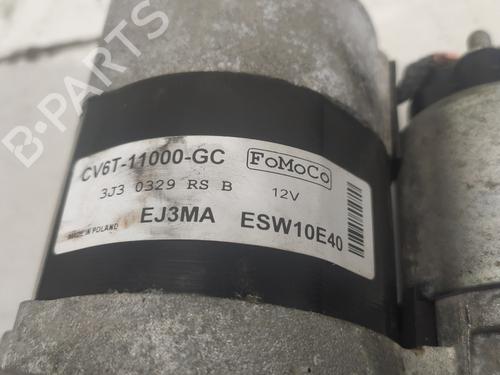 B-PARTS
CV6T-11000-GC FoMoCo
3J3 0329 RS B 12V
MADE IN POLAND EJ3MA ESW10E40